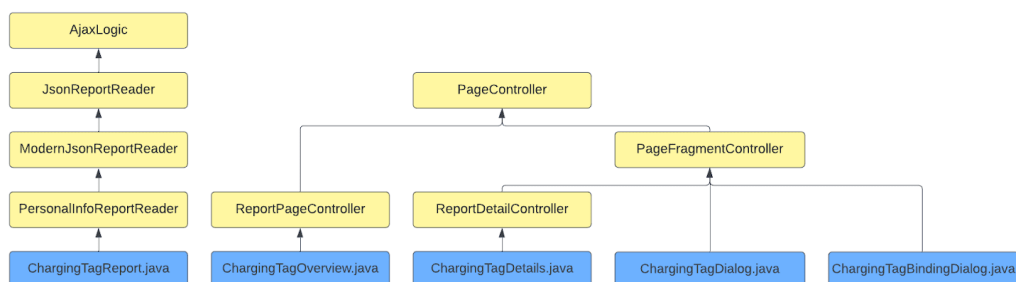 AjaxLogic
JsonReportReader
PageController
ModernJsonReportReader
PageFragmentController
PersonalInfoReportReader
ReportPageController
ReportDetailController
ChargingTagReport.java
ChargingTagOverview.java
ChargingTagDetails.java
ChargingTagDialog.java
ChargingTagBindingDialog.java